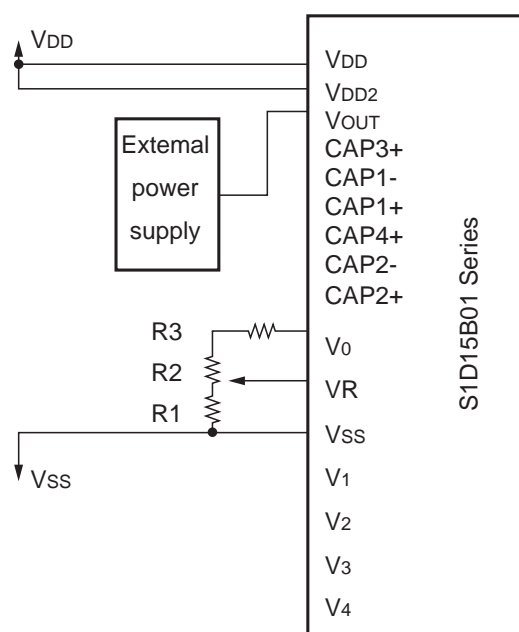 VDD
VDD
VDD2
VOUT
External
power
supply
CAP3+
CAP1-
CAP1+
CAP4+
CAP2-
CAP2+
S1D15B01 Series
R3
V0
R2
VR
R1
VSS
VSS
V1
V2
V3
V4